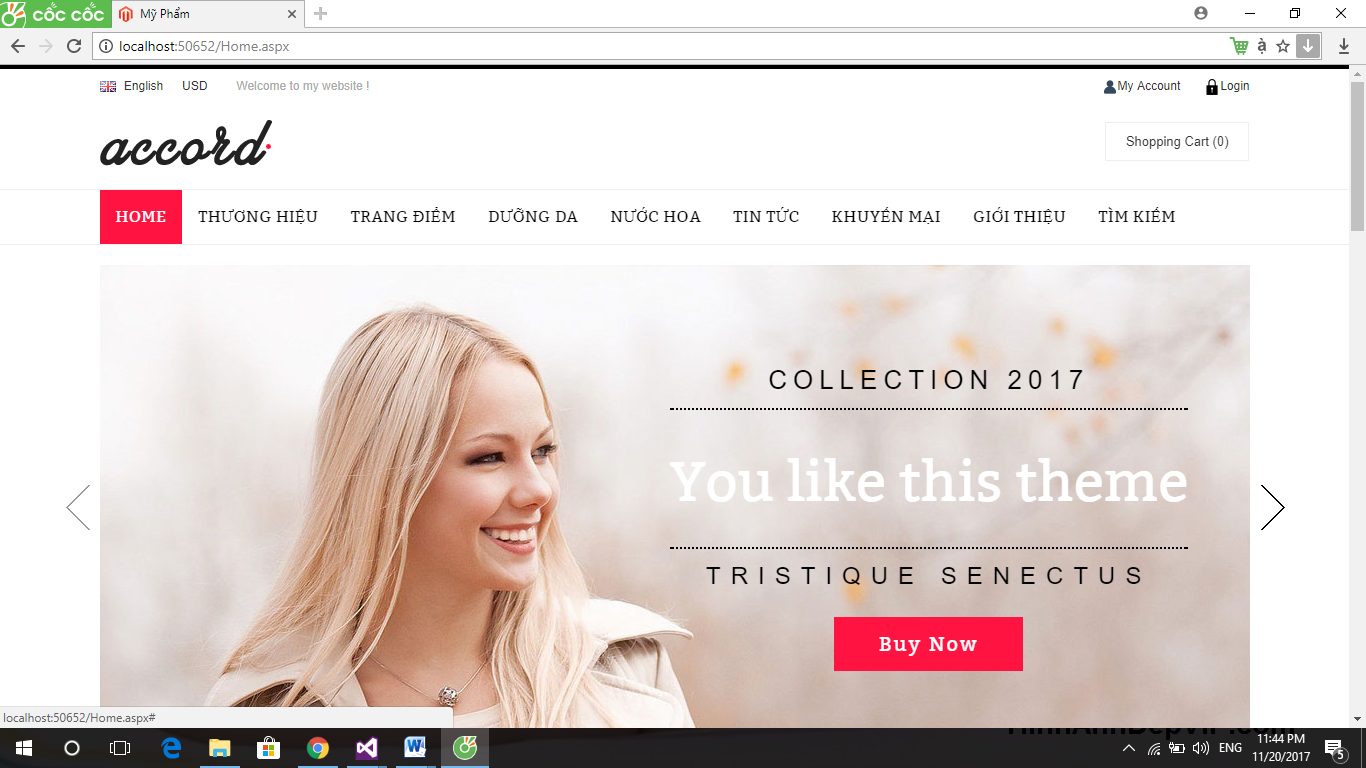 cốc cốc
Mỹ Phẩm
localhost:50652/Home.aspx
English USD Welcome to my website !
My Account Login
accord
Shopping Cart (0)
HOME THƯƠNG HIỆU TRANG ĐIỂM DƯỠNG DA NƯỚC HOA TIN TỨC KHUYẾN MẠI GIỚI THIỆU TÌM KIẾM
COLLECTION 2017
You like this theme
TRISTIQUE SENECTUS
Buy Now
localhost:50652/Home.aspx#
ENG
11:44 PM
11/20/2017
5